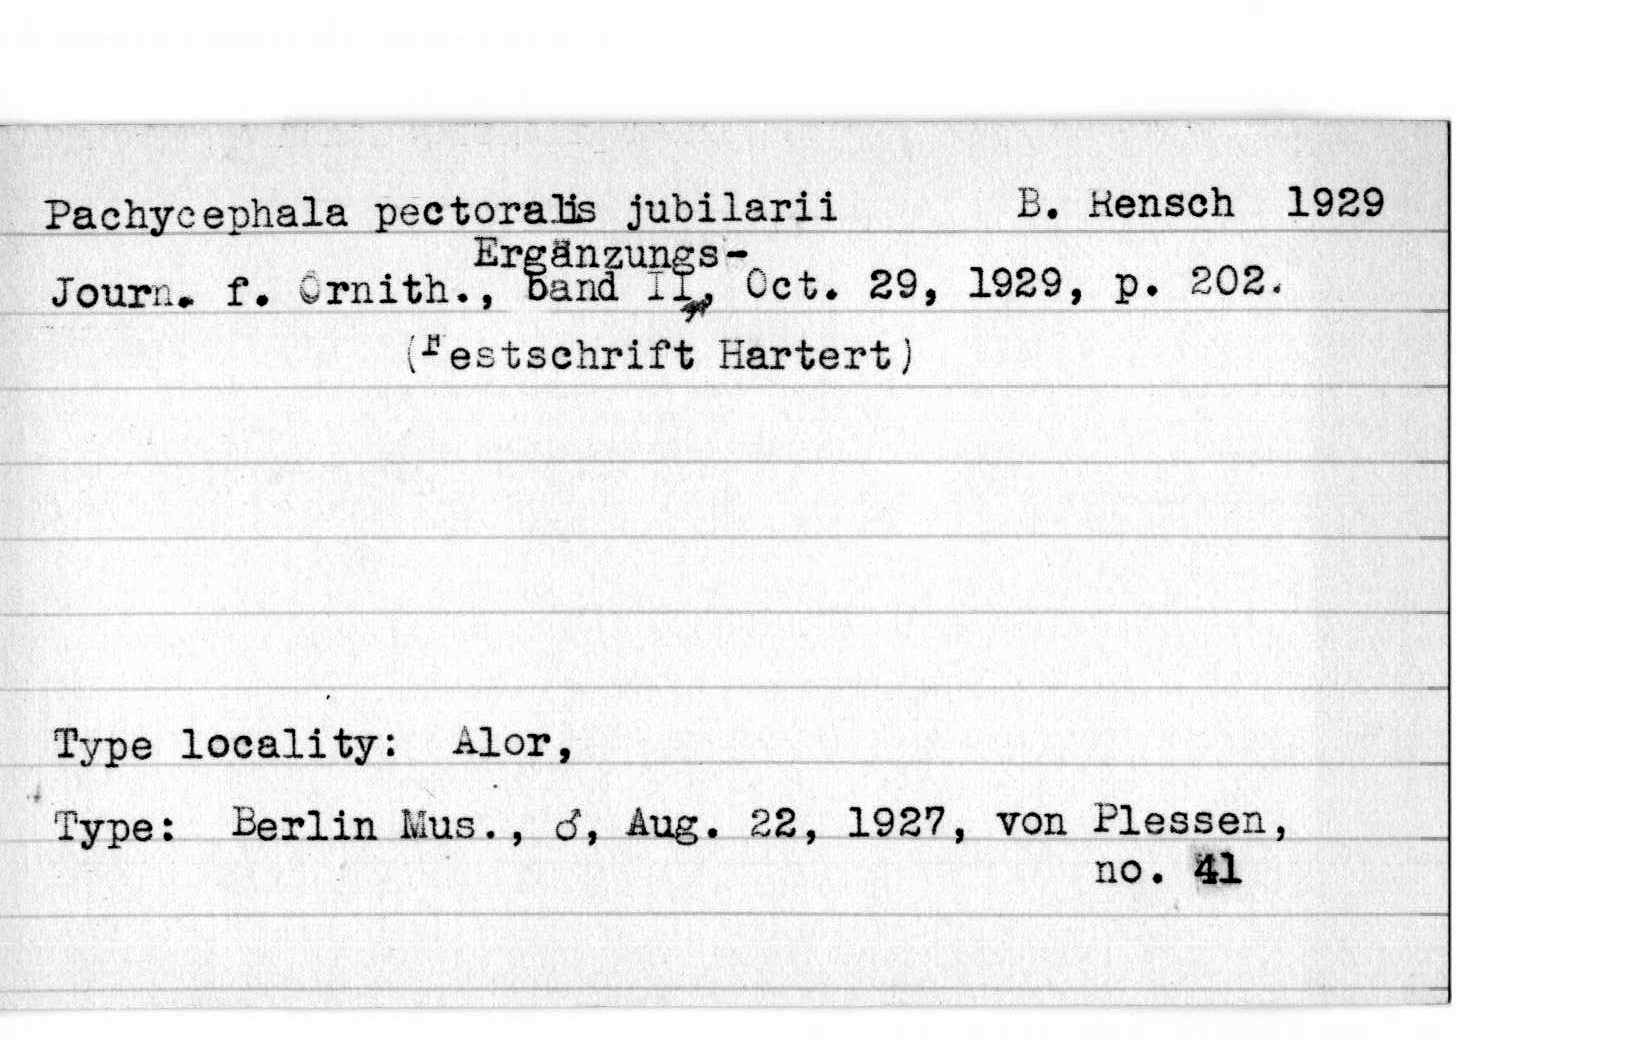 Pachycephala pectoralis jubilarii B. Rensch 1929
Ergänzungs-
Journ. f. Ornith., band II, Oct. 29, 1929, p. 202.
(Festschrift Hartert)
Type locality: Alor,
Type: Berlin Mus., ♂, Aug. 22, 1927, von Plessen,
no. 41